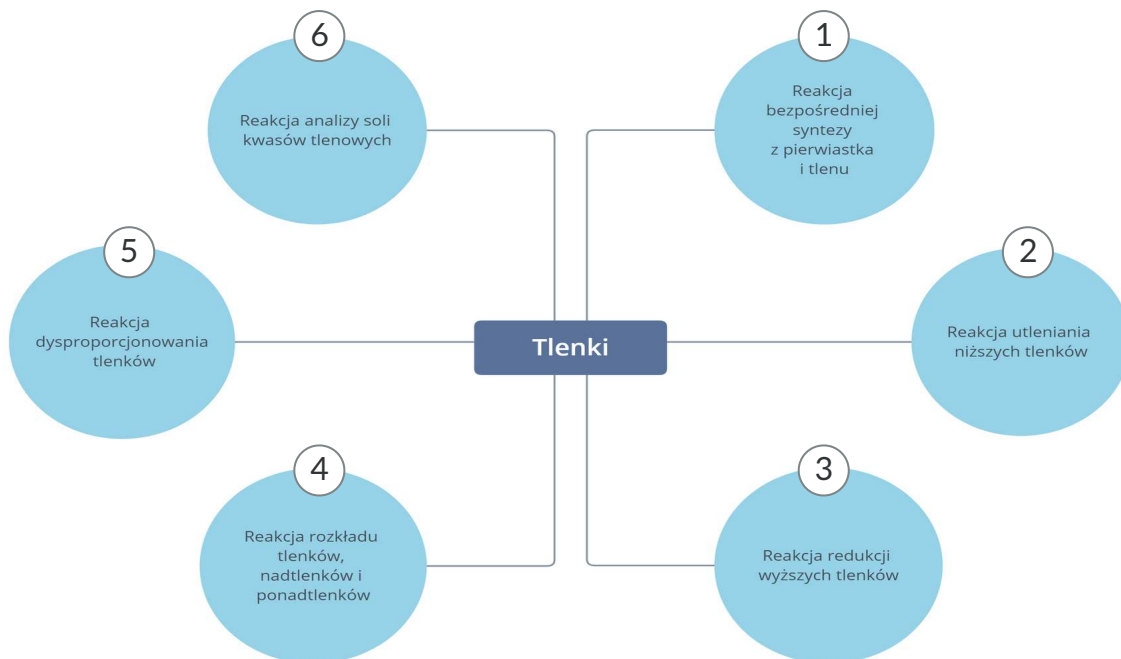 1
Reakcja
bezpośredniej
syntezy
z pierwiastka
i tlenu
2
Reakcja utleniania
niższych tlenków
3
Reakcja redukcji
wyższych tlenków
4
Reakcja rozkładu
tlenków,
nadtlenków i
ponadtlenków
5
Reakcja
dysproporcjonowania
tlenków
6
Reakcja analizy soli
kwasów tlenowych
Tlenki